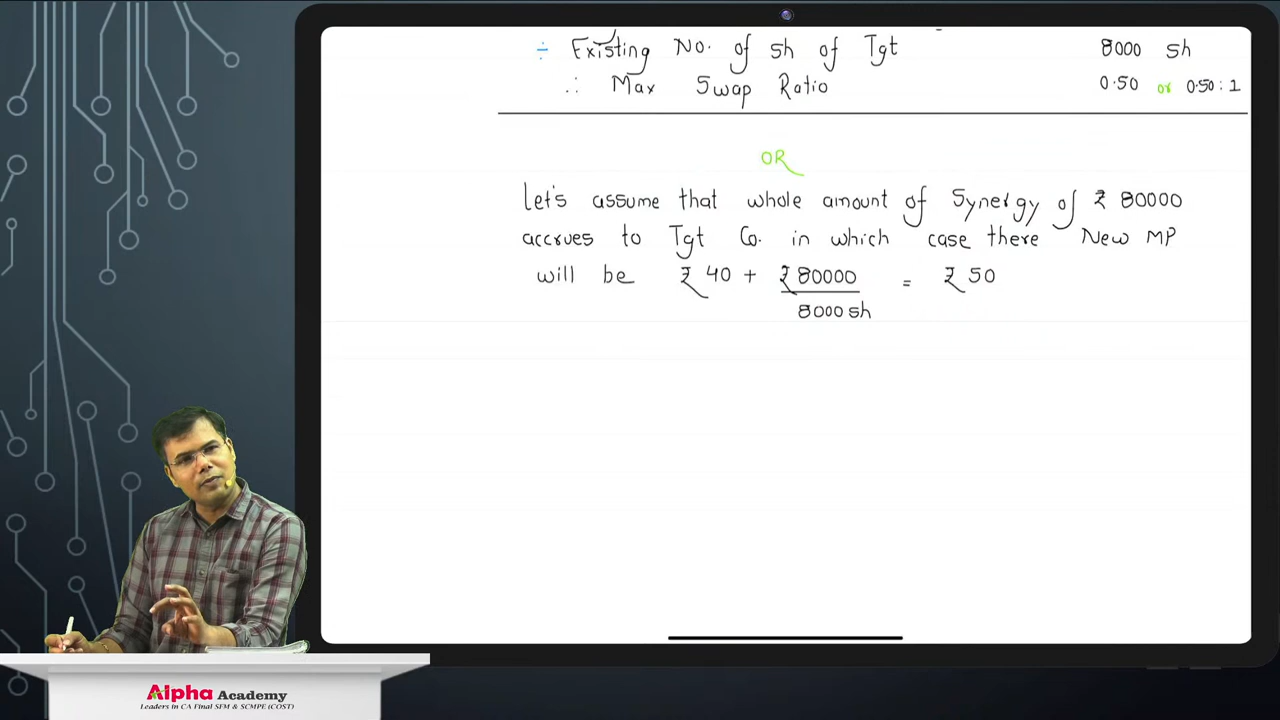 ÷ Existing No. of sh of Tgt 8000 sh
∴ Max Swap Ratio 0.50 or 0.50 : 1
OR
Let's assume that whole amount of Synergy of ₹ 80000
accrues to Tgt Co. in which case there New MP
will be ₹ 40 + ₹ 80000 = ₹ 50
8000 sh
Alpha Academy
Leaders in CA Final SFM & SCMPE (COST)